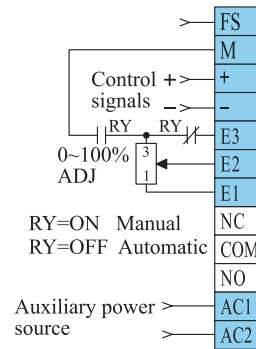 FS
M
Control +
+
signals −
−
RY
RY
E3
0~100%
3
E2
ADJ
1
E1
RY=ON Manual
NC
RY=OFF Automatic
COM
NO
Auxiliary power
AC1
source
AC2